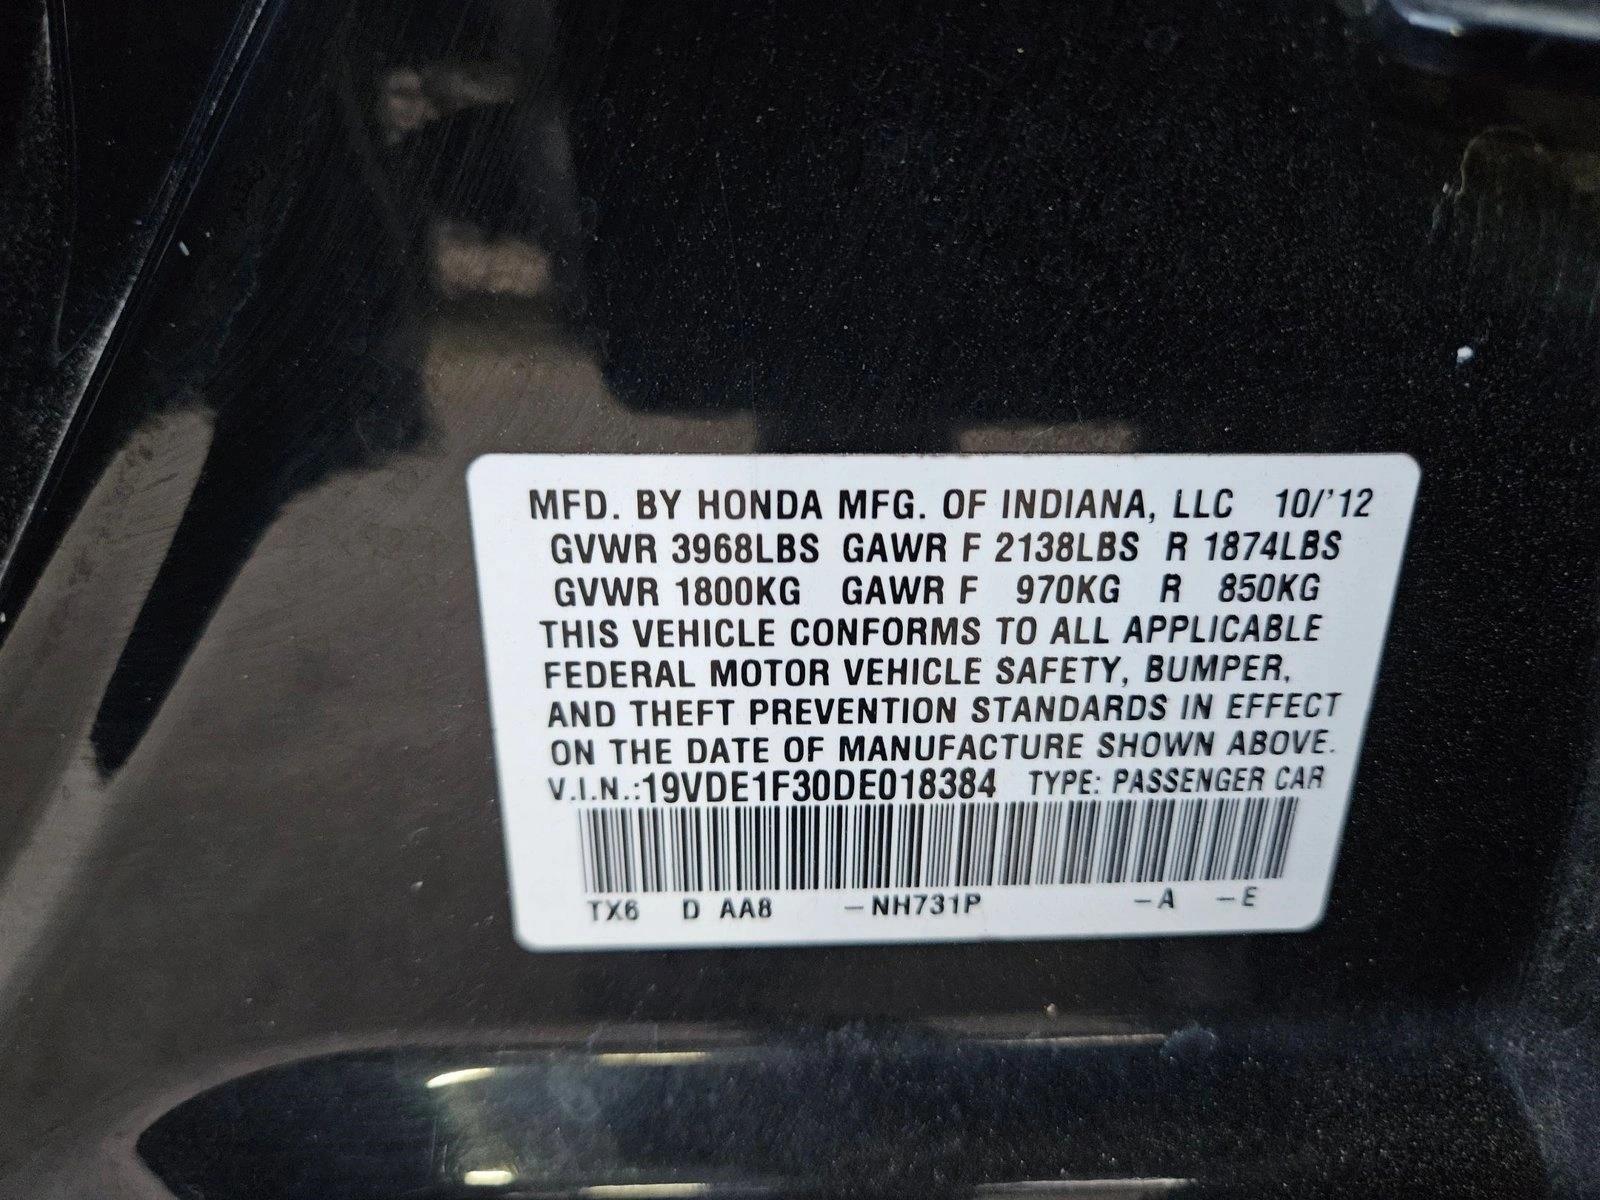 MFD. BY HONDA MFG. OF INDIANA, LLC 10/'12
GVWR 3968LBS GAWR F 2138LBS R 1874LBS
GVWR 1800KG GAWR F 970KG R 850KG
THIS VEHICLE CONFORMS TO ALL APPLICABLE
FEDERAL MOTOR VEHICLE SAFETY, BUMPER,
AND THEFT PREVENTION STANDARDS IN EFFECT
ON THE DATE OF MANUFACTURE SHOWN ABOVE.
V.I.N.:19VDE1F30DE018384 TYPE: PASSENGER CAR
TX6 D AA8 –NH731P –A –E